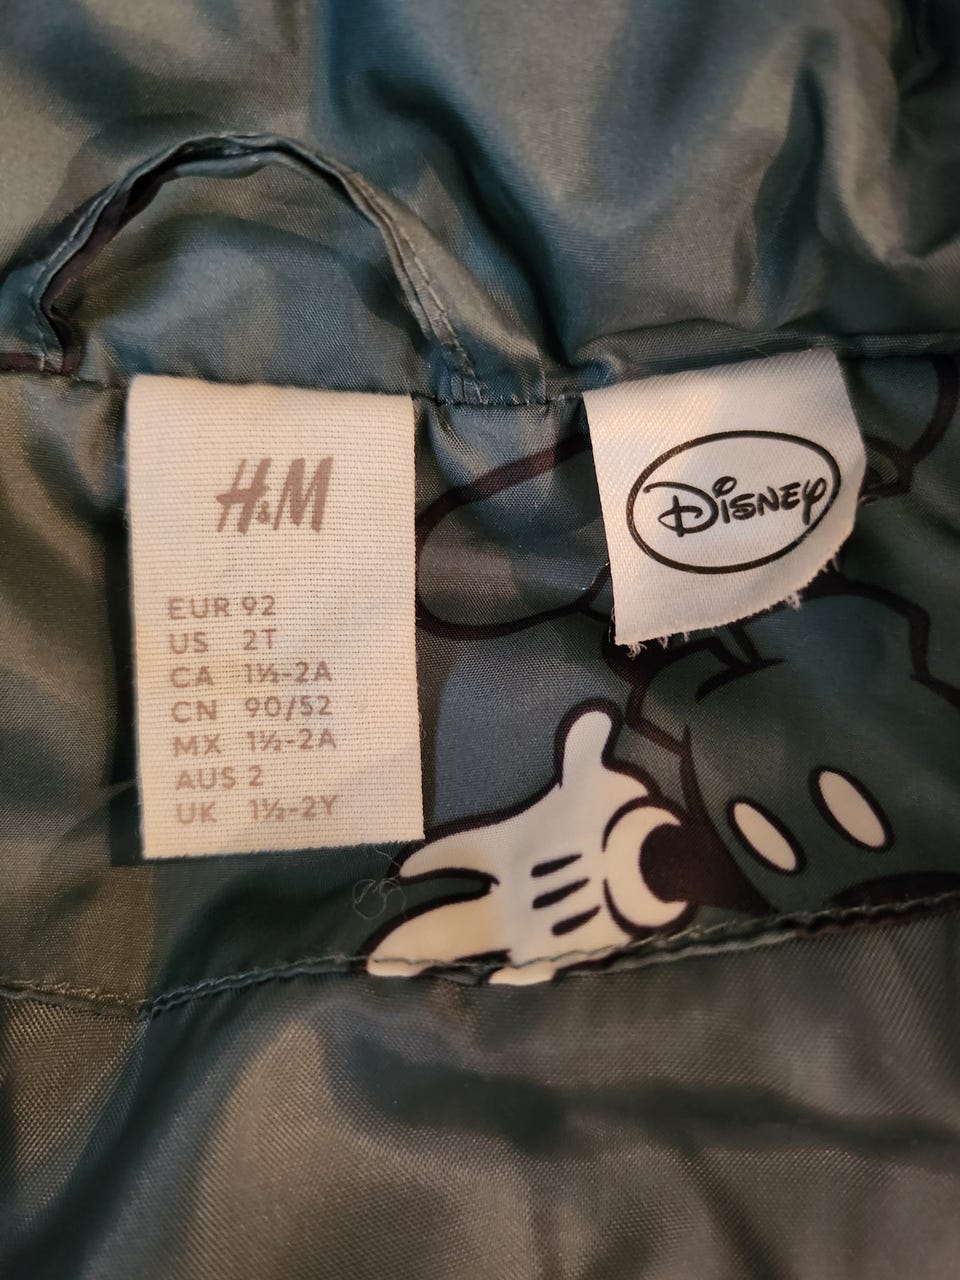 H&M
EUR 92
US 2T
CA 1½-2A
CN 90/52
MX 1½-2A
AUS 2
UK 1½-2Y
Disney